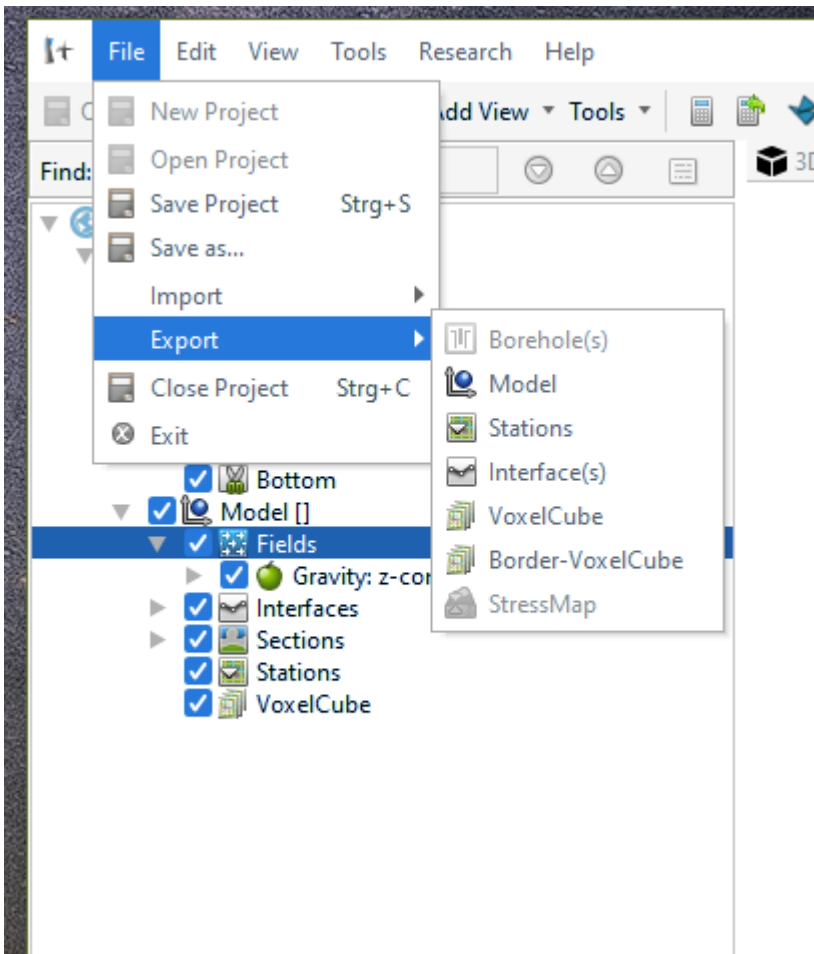 File Edit View Tools Research Help
New Project
Add View Tools
Open Project
Find:
3D
Save Project Strg+S
Save as...
Import
Export
Borehole(s)
Close Project Strg+C
Model
Exit
Stations
Bottom
Interface(s)
Model []
VoxelCube
Fields
Border-VoxelCube
Gravity: z-cor
StressMap
Interfaces
Sections
Stations
VoxelCube